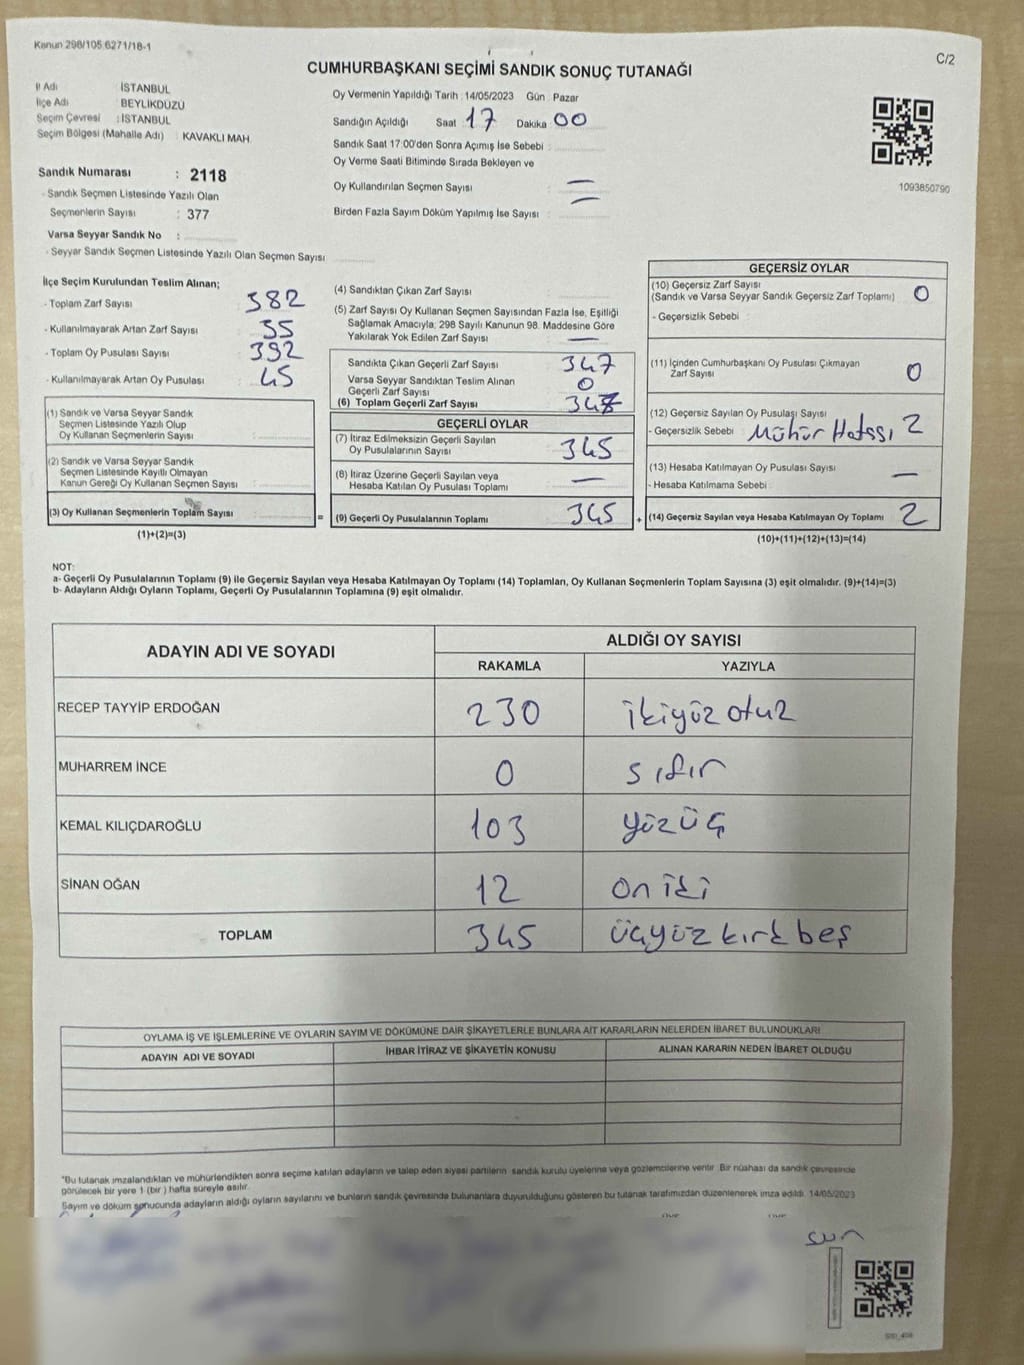 Kanun 298/105 6271/18-1
C/2
CUMHURBAŞKANI SEÇİMİ SANDIK SONUÇ TUTANAĞI
İl Adı İSTANBUL
İlçe Adı BEYLİKDÜZÜ
Seçim Çevresi : İSTANBUL
Seçim Bölgesi (Mahalle Adı) : KAVAKLI MAH.
Oy Vermenin Yapıldığı Tarih : 14/05/2023 Gün : Pazar
Sandığın Açıldığı Saat 17 Dakika 00
Sandık Saat 17:00'den Sonra Açımış İse Sebebi :
Oy Verme Saati Bitiminde Sırada Bekleyen ve
Oy Kullandırılan Seçmen Sayısı : —
Birden Fazla Sayım Döküm Yapılmış İse Sayısı : —
1093850790
Sandık Numarası : 2118
- Sandık Seçmen Listesinde Yazılı Olan
Seçmenlerin Sayısı : 377
Varsa Seyyar Sandık No :
- Seyyar Sandık Seçmen Listesinde Yazılı Olan Seçmen Sayısı
İlçe Seçim Kurulundan Teslim Alınan;
- Toplam Zarf Sayısı 382
- Kullanılmayarak Artan Zarf Sayısı 35
- Toplam Oy Pusulası Sayısı 392
- Kullanılmayarak Artan Oy Pusulası 45
(1) Sandık ve Varsa Seyyar Sandık
Seçmen Listesinde Yazılı Olup
Oy Kullanan Seçmenlerin Sayısı :
(2) Sandık ve Varsa Seyyar Sandık
Seçmen Listesinde Kayıtlı Olmayan
Kanun Gereği Oy Kullanan Seçmen Sayısı :
(3) Oy Kullanan Seçmenlerin Toplam Sayısı =
(1)+(2)=(3)
(4) Sandıktan Çıkan Zarf Sayısı :
(5) Zarf Sayısı Oy Kullanan Seçmen Sayısından Fazla İse, Eşitliği
Sağlamak Amacıyla; 298 Sayılı Kanunun 98. Maddesine Göre
Yakılarak Yok Edilen Zarf Sayısı : —
Sandıkta Çıkan Geçerli Zarf Sayısı 347
Varsa Seyyar Sandıktan Teslim Alınan
Geçerli Zarf Sayısı 0
(6) Toplam Geçerli Zarf Sayısı 347
GEÇERLİ OYLAR
(7) İtiraz Edilmeksizin Geçerli Sayılan
Oy Pusulalarının Sayısı 345
(8) İtiraz Üzerine Geçerli Sayılan veya
Hesaba Katılan Oy Pusulası Toplamı —
(9) Geçerli Oy Pusulalarının Toplamı 345 +
GEÇERSİZ OYLAR
(10) Geçersiz Zarf Sayısı
(Sandık ve Varsa Seyyar Sandık Geçersiz Zarf Toplamı) 0
- Geçersizlik Sebebi :
(11) İçinden Cumhurbaşkanı Oy Pusulası Çıkmayan
Zarf Sayısı 0
(12) Geçersiz Sayılan Oy Pusulası Sayısı
- Geçersizlik Sebebi Mühür Hatası 2
(13) Hesaba Katılmayan Oy Pusulası Sayısı —
- Hesaba Katılmama Sebebi
(14) Geçersiz Sayılan veya Hesaba Katılmayan Oy Toplamı 2
(10)+(11)+(12)+(13)=(14)
NOT:
a- Geçerli Oy Pusulalarının Toplamı (9) ile Geçersiz Sayılan veya Hesaba Katılmayan Oy Toplamı (14) Toplamları, Oy Kullanan Seçmenlerin Toplam Sayısına (3) eşit olmalıdır. (9)+(14)=(3)
b- Adayların Aldığı Oyların Toplamı, Geçerli Oy Pusulalarının Toplamına (9) eşit olmalıdır.
ADAYIN ADI VE SOYADI ALDIĞI OY SAYISI
RAKAMLA YAZIYLA
RECEP TAYYİP ERDOĞAN 230 ikiyüz otuz
MUHARREM İNCE 0 sıfır
KEMAL KILIÇDAROĞLU 103 yüzüç
SİNAN OĞAN 12 on iki
TOPLAM 345 üçyüz kırk beş
OYLAMA İŞ VE İŞLEMLERİNE VE OYLARIN SAYIM VE DÖKÜMÜNE DAİR ŞİKAYETLERLE BUNLARA AİT KARARLARIN NELERDEN İBARET BULUNDUKLARI
ADAYIN ADI VE SOYADI İHBAR İTİRAZ VE ŞİKAYETİN KONUSU ALINAN KARARIN NEDEN İBARET OLDUĞU
"Bu tutanak imzalandıktan ve mühürlendikten sonra seçime katılan adayların ve talep eden siyasi partilerin sandık kurulu üyelerine veya gözlemcilerine verilir. Bir nüshası da sandık çevresinde
görülecek bir yere 1 (bir ) hafta süreyle asılır.
Sayım ve döküm sonucunda adayların aldığı oyların sayılarını ve bunların sandık çevresinde bulunanlara duyurulduğunu gösteren bu tutanak tarafımızdan düzenlenerek imza edildi. 14/05/2023